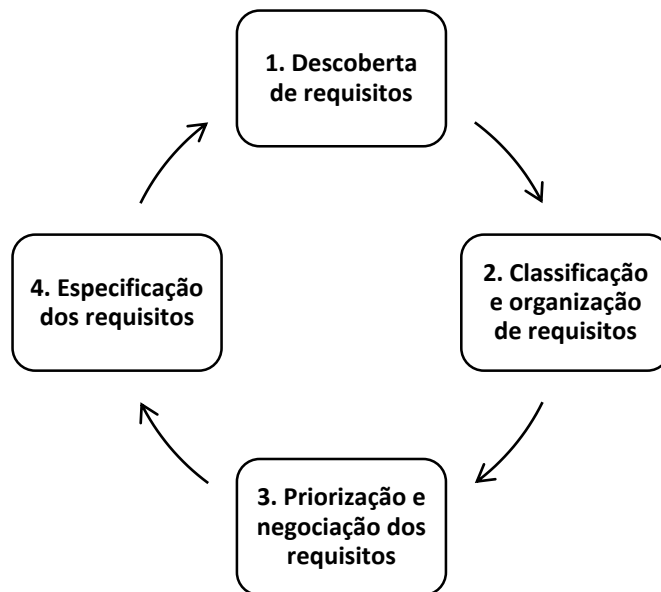 1. Descoberta
de requisitos
2. Classificação
e organização
de requisitos
3. Priorização e
negociação dos
requisitos
4. Especificação
dos requisitos